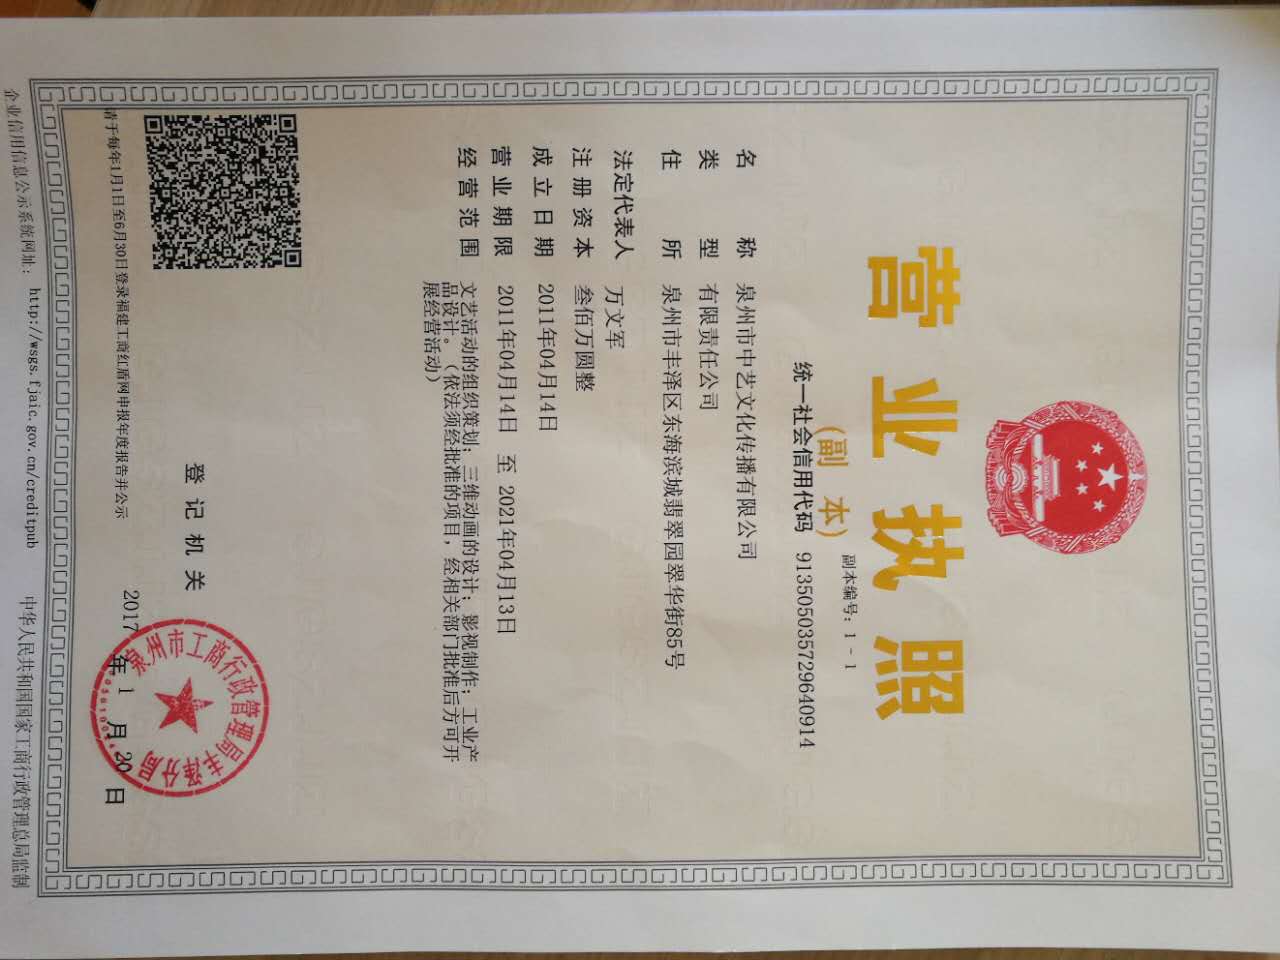 营业执照
(副 本)
副本编号：1-1
统一社会信用代码 913505035729640914
名称 泉州市中艺文化传播有限公司
类型 有限责任公司
住所 泉州市丰泽区东海滨城翡翠园翠华街85号
法定代表人 万文军
注册资本 叁佰万圆整
成立日期 2011年04月14日
营业期限 2011年04月14日 至 2021年04月13日
经营范围 文艺活动的组织策划；三维动画的设计；影视制作；工业产
品设计。（依法须经批准的项目，经相关部门批准后方可开
展经营活动）
登记机关
泉州市工商行政管理局丰泽分局
2017 年 1 月 20 日
请于每年1月1日至6月30日登录福建工商红盾网申报年度报告并公示
企业信用信息公示系统网址： http://wsgs.fjaic.gov.cn/creditpub 中华人民共和国国家工商行政管理总局监制